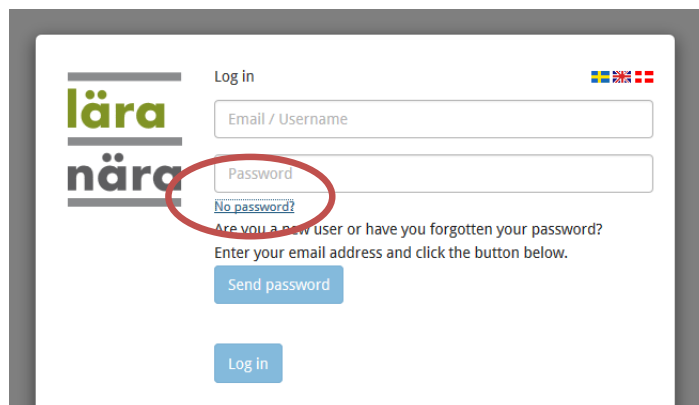 lära
nära
Log in
Email / Username
Password
No password?
Are you a new user or have you forgotten your password?
Enter your email address and click the button below.
Send password
Log in